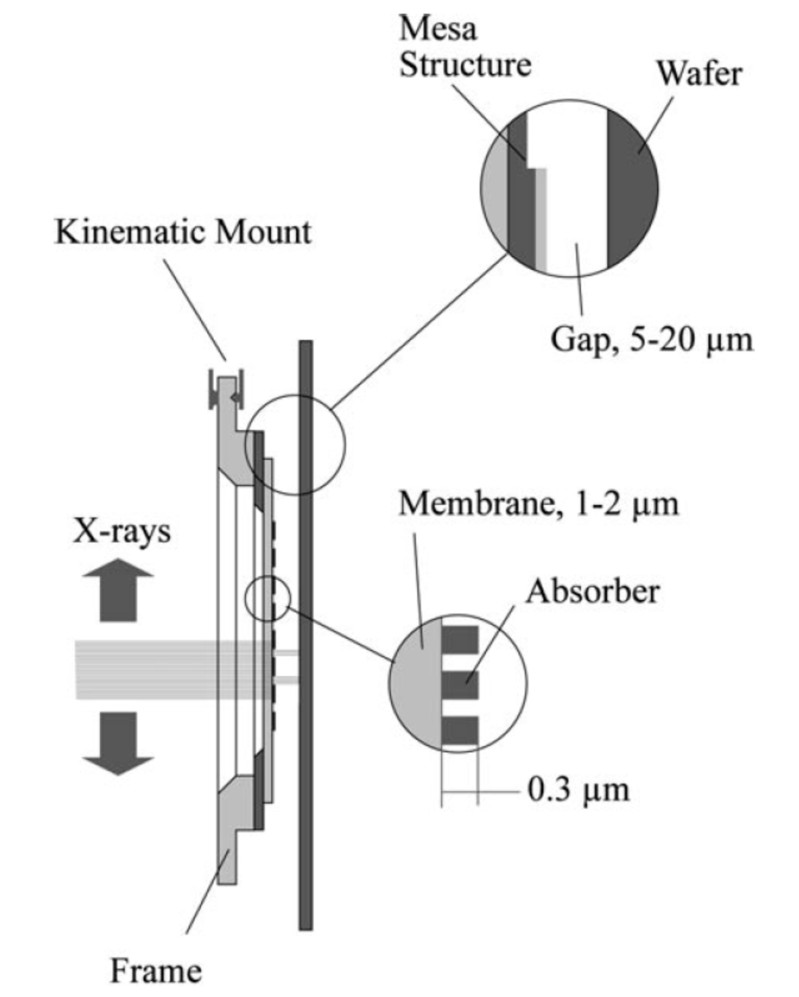 Mesa
Structure
Wafer
Kinematic Mount
Gap, 5-20 μm
Membrane, 1-2 μm
X-rays
Absorber
0.3 μm
Frame